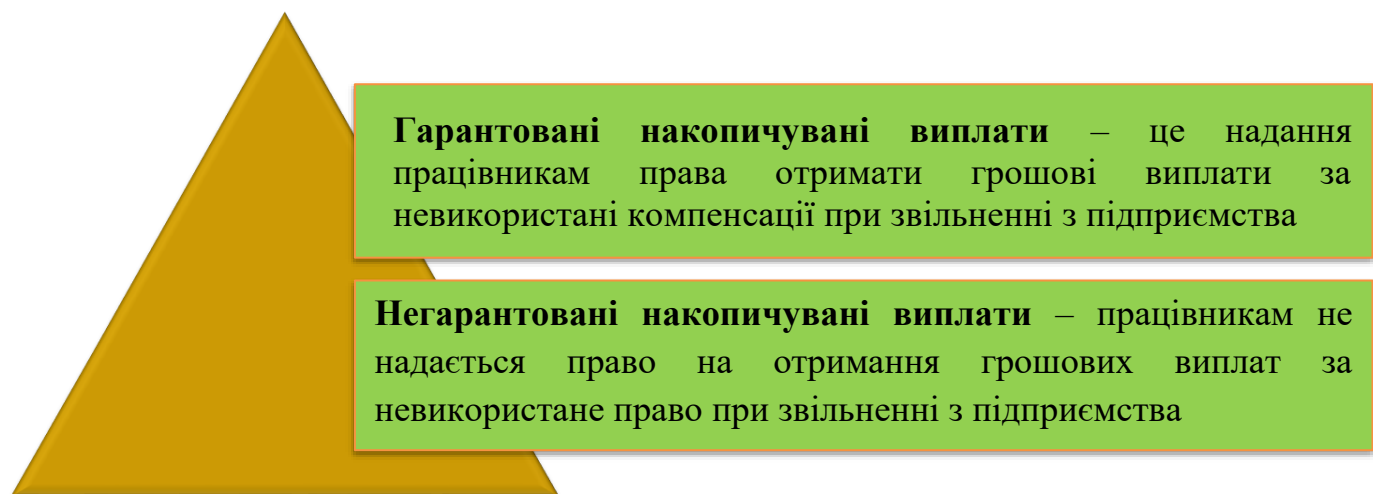 Гарантовані накопичувані виплати – це надання
працівникам права отримати грошові виплати за
невикористані компенсації при звільненні з підприємства
Негарантовані накопичувані виплати – працівникам не
надається право на отримання грошових виплат за
невикористане право при звільненні з підприємства